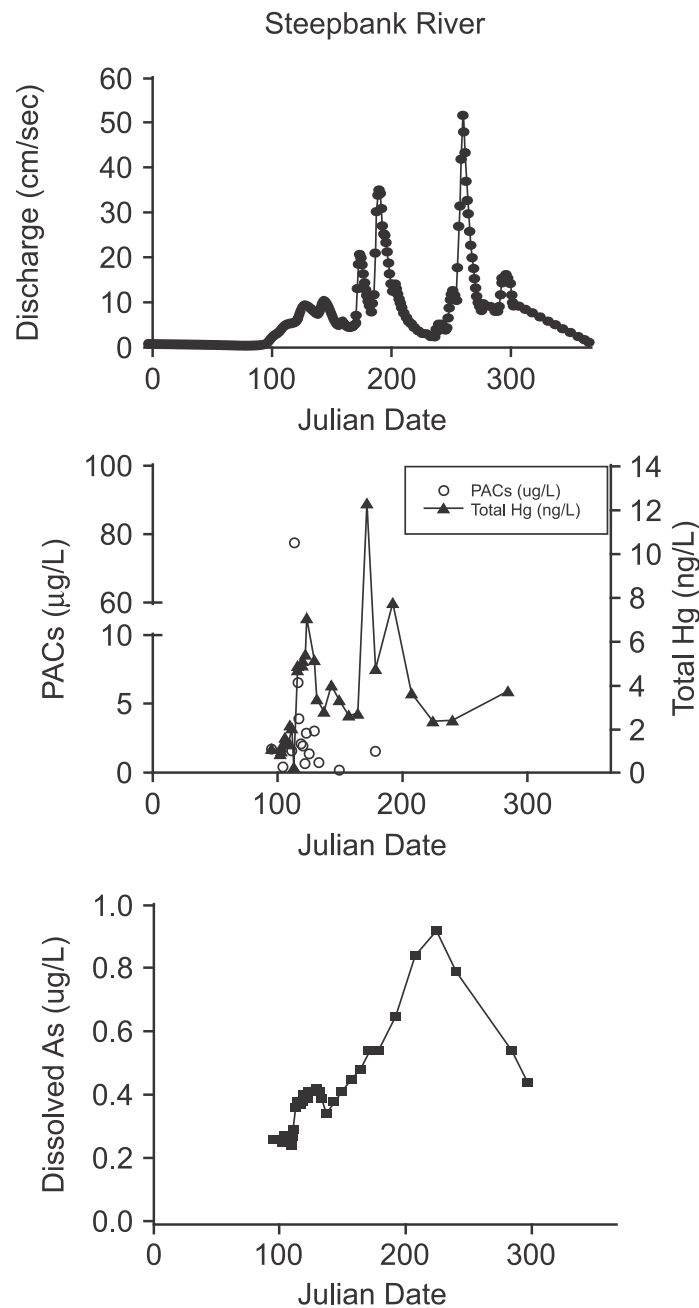 Steepbank River
Discharge (cm/sec)
60
50
40
30
20
10
0
0 100 200 300
Julian Date
PACs (μg/L)
100
80
60
10
5
0
PACs (ug/L)
Total Hg (ng/L)
14
12
10
8
6
4
2
0
Total Hg (ng/L)
0 100 200 300
Julian Date
Dissolved As (ug/L)
1.0
0.8
0.6
0.4
0.2
0.0
0 100 200 300
Julian Date